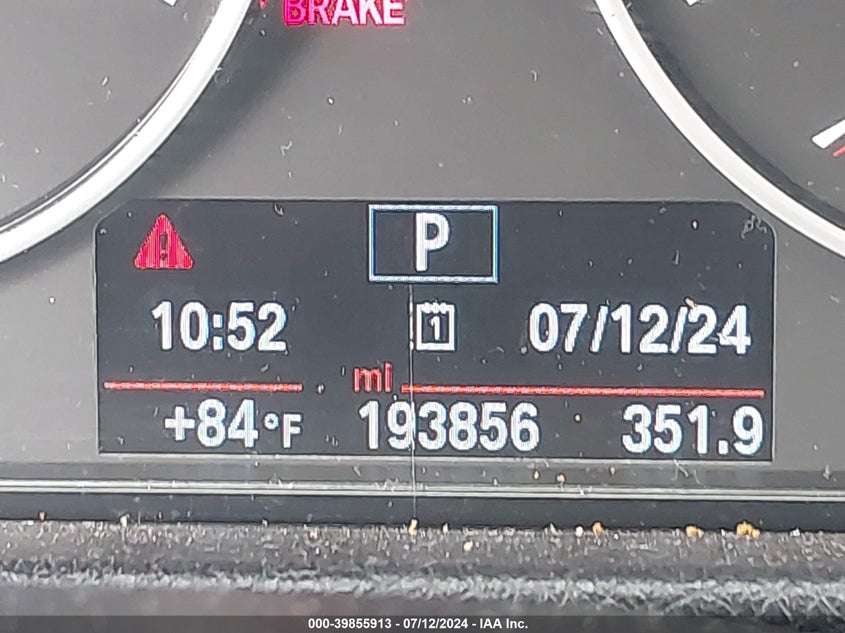 BRAKE
P
10:52 1 07/12/24
mi
+84°F 193856 351.9
000-39855913 - 07/12/2024 - IAA Inc.